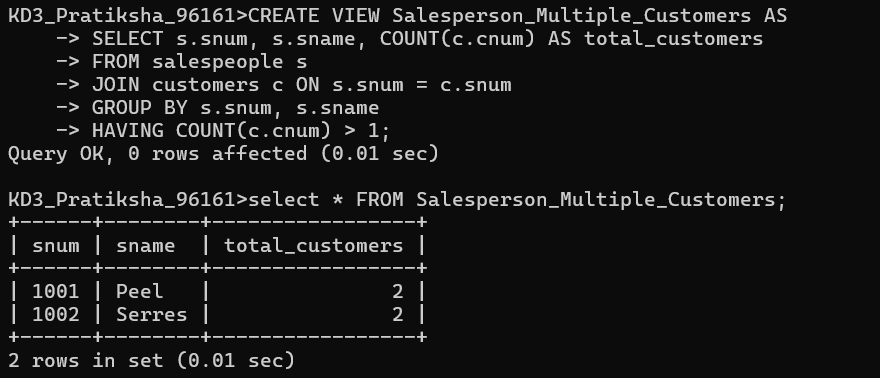 KD3_Pratiksha_96161>CREATE VIEW Salesperson_Multiple_Customers AS
    -> SELECT s.snum, s.sname, COUNT(c.cnum) AS total_customers
    -> FROM salespeople s
    -> JOIN customers c ON s.snum = c.snum
    -> GROUP BY s.snum, s.sname
    -> HAVING COUNT(c.cnum) > 1;
Query OK, 0 rows affected (0.01 sec)

KD3_Pratiksha_96161>select * FROM Salesperson_Multiple_Customers;
+------+--------+-----------------+
| snum | sname  | total_customers |
+------+--------+-----------------+
| 1001 | Peel   |               2 |
| 1002 | Serres |               2 |
+------+--------+-----------------+
2 rows in set (0.01 sec)